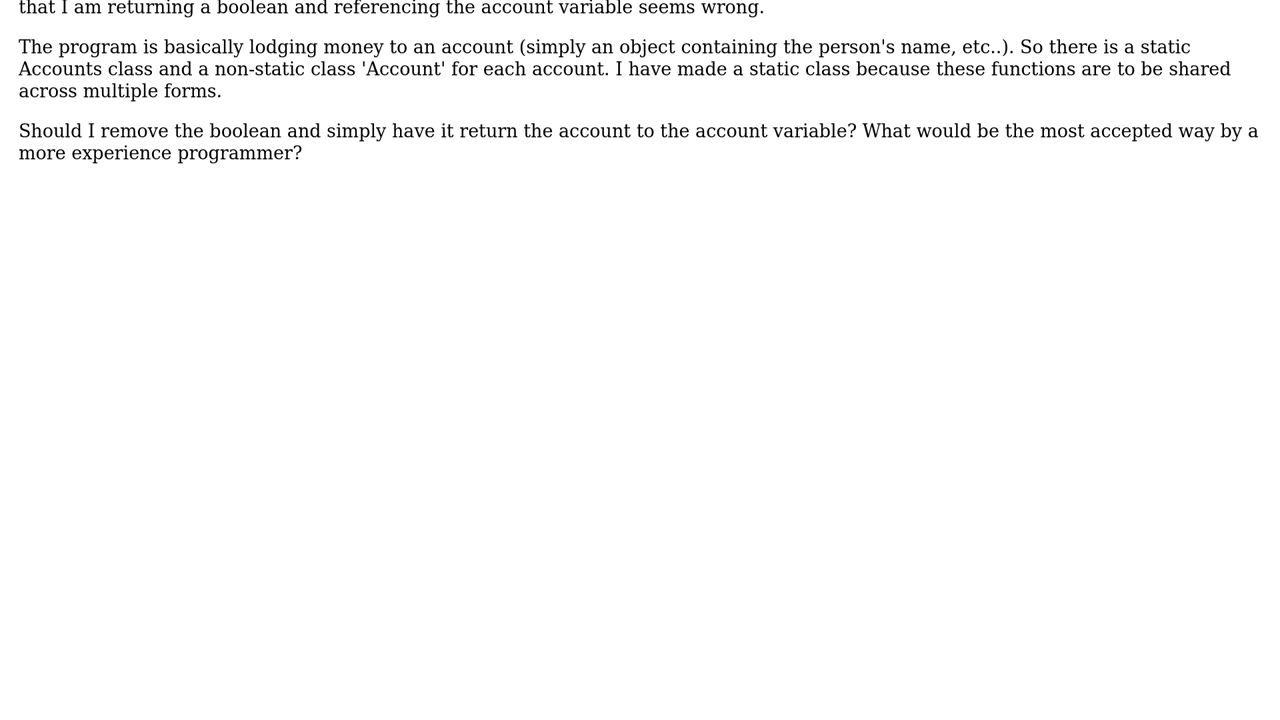 that I am returning a boolean and referencing the account variable seems wrong.
The program is basically lodging money to an account (simply an object containing the person's name, etc..). So there is a static
Accounts class and a non-static class 'Account' for each account. I have made a static class because these functions are to be shared
across multiple forms.
Should I remove the boolean and simply have it return the account to the account variable? What would be the most accepted way by a
more experience programmer?